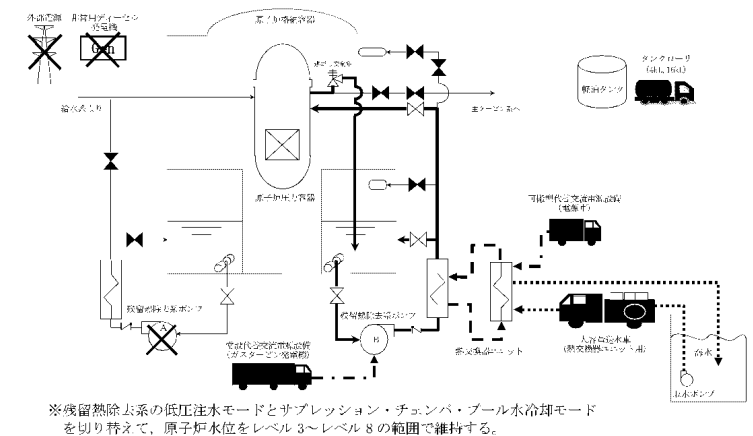 外部電源
非常用ディーゼル
発電機
Gen
原子炉格納容器
逃がし安全弁
タンクローリ
(4kL,16kL)
軽油タンク
給水系より
主タービン系へ
原子炉圧力容器
可搬型代替交流電源設備
(電源車)
残留熱除去系ポンプ
A
残留熱除去系ポンプ
B
常設代替交流電源設備
(ガスタービン発電機)
熱交換器ユニット
大容量送水車
(熱交換器ユニット用)
海水
取水ポンプ
※残留熱除去系の低圧注水モードとサプレッション・チェンバ・プール水冷却モード
を切り替えて，原子炉水位をレベル 3～レベル 8 の範囲で維持する。